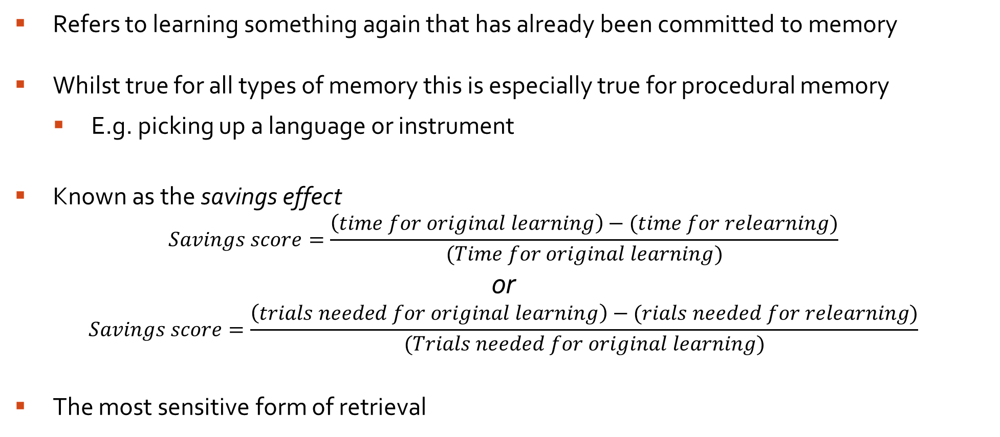 ▪ Refers to learning something again that has already been committed to memory
▪ Whilst true for all types of memory this is especially true for procedural memory
▪ E.g. picking up a language or instrument
▪ Known as the savings effect
Savings score = (time for original learning) − (time for relearning) / (Time for original learning)
or
Savings score = (trials needed for original learning) − (rials needed for relearning) / (Trials needed for original learning)
▪ The most sensitive form of retrieval